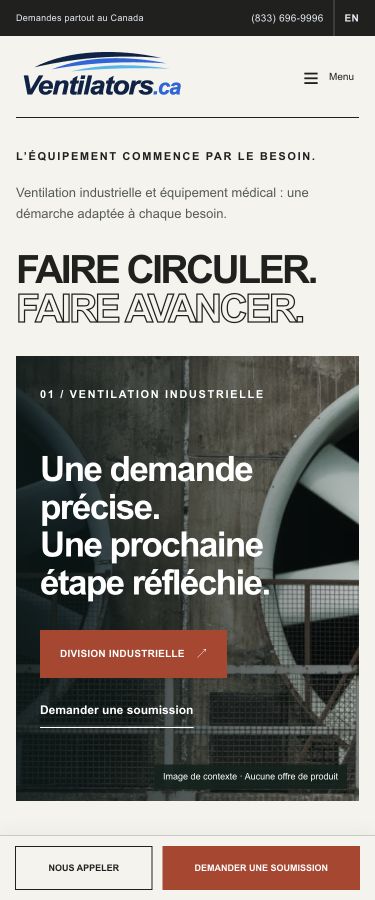 Demandes partout au Canada
(833) 696-9996
EN
Ventilators.ca
Menu
L'ÉQUIPEMENT COMMENCE PAR LE BESOIN.
Ventilation industrielle et équipement médical : une
démarche adaptée à chaque besoin.
FAIRE CIRCULER.
FAIRE AVANCER.
01 / VENTILATION INDUSTRIELLE
Une demande
précise.
Une prochaine
étape réfléchie.
DIVISION INDUSTRIELLE ↗
Demander une soumission
Image de contexte · Aucune offre de produit
NOUS APPELER
DEMANDER UNE SOUMISSION